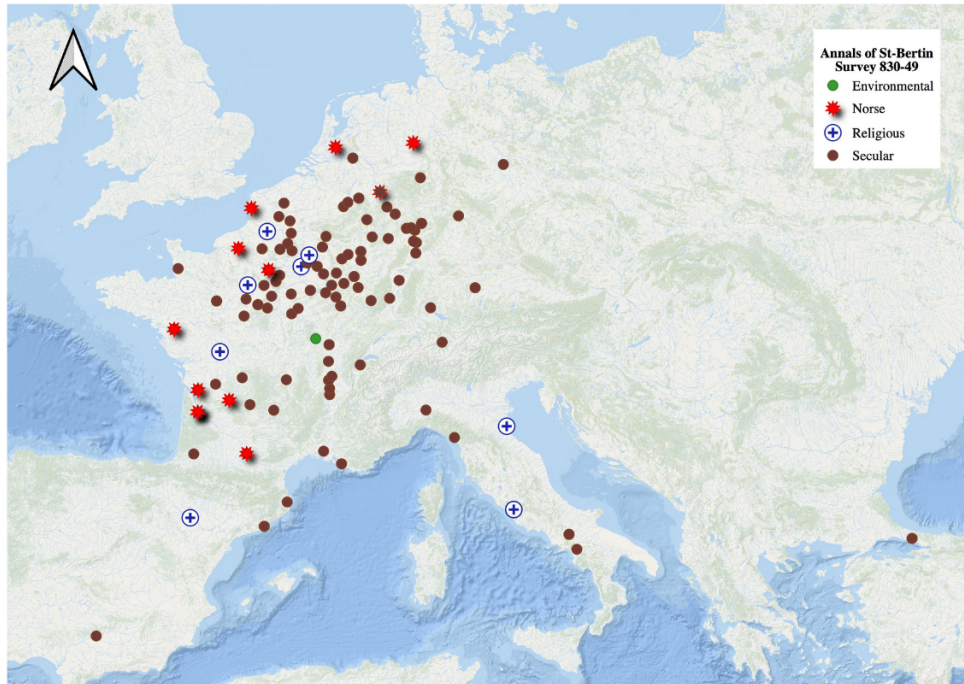 Annals of St-Bertin
Survey 830-49
Environmental
Norse
Religious
Secular